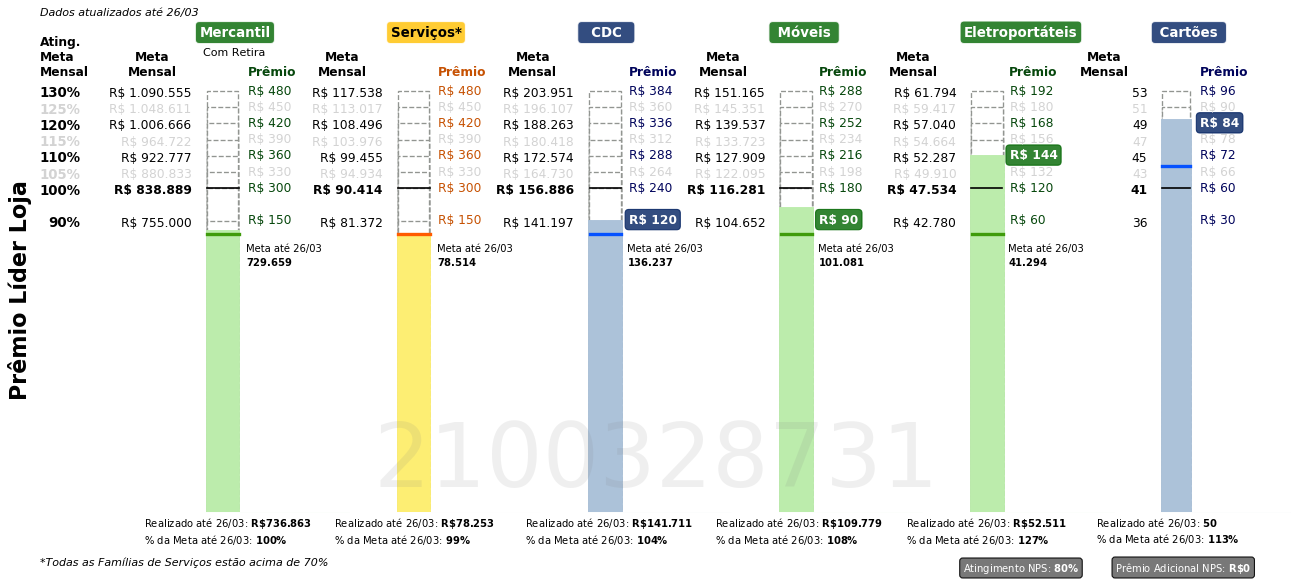 Dados atualizados até 26/03
Mercantil Serviços* CDC Móveis Eletroportáteis Cartões
Com Retira
Ating. Meta Mensal
Meta Mensal Prêmio Meta Mensal Prêmio Meta Mensal Prêmio Meta Mensal Prêmio Meta Mensal Prêmio Meta Mensal Prêmio
130% R$ 1.090.555 R$ 480 R$ 117.538 R$ 480 R$ 203.951 R$ 384 R$ 151.165 R$ 288 R$ 61.794 R$ 192 53 R$ 96
125% R$ 1.048.611 R$ 450 R$ 113.017 R$ 450 R$ 196.107 R$ 360 R$ 145.351 R$ 270 R$ 59.417 R$ 180 51 R$ 90
120% R$ 1.006.666 R$ 420 R$ 108.496 R$ 420 R$ 188.263 R$ 336 R$ 139.537 R$ 252 R$ 57.040 R$ 168 49 R$ 84
115% R$ 964.722 R$ 390 R$ 103.976 R$ 390 R$ 180.418 R$ 312 R$ 133.723 R$ 234 R$ 54.664 R$ 156 47 R$ 78
110% R$ 922.777 R$ 360 R$ 99.455 R$ 360 R$ 172.574 R$ 288 R$ 127.909 R$ 216 R$ 52.287 R$ 144 45 R$ 72
105% R$ 880.833 R$ 330 R$ 94.934 R$ 330 R$ 164.730 R$ 264 R$ 122.095 R$ 198 R$ 49.910 R$ 132 43 R$ 66
100% R$ 838.889 R$ 300 R$ 90.414 R$ 300 R$ 156.886 R$ 240 R$ 116.281 R$ 180 R$ 47.534 R$ 120 41 R$ 60
90% R$ 755.000 R$ 150 R$ 81.372 R$ 150 R$ 141.197 R$ 120 R$ 104.652 R$ 90 R$ 42.780 R$ 60 36 R$ 30
Meta até 26/03 Meta até 26/03 Meta até 26/03 Meta até 26/03 Meta até 26/03
729.659 78.514 136.237 101.081 41.294
Prêmio Líder Loja
2100328731
Realizado até 26/03: R$736.863 Realizado até 26/03: R$78.253 Realizado até 26/03: R$141.711 Realizado até 26/03: R$109.779 Realizado até 26/03: R$52.511 Realizado até 26/03: 50
% da Meta até 26/03: 100% % da Meta até 26/03: 99% % da Meta até 26/03: 104% % da Meta até 26/03: 108% % da Meta até 26/03: 127% % da Meta até 26/03: 113%
*Todas as Famílias de Serviços estão acima de 70%
Atingimento NPS: 80% Prêmio Adicional NPS: R$0